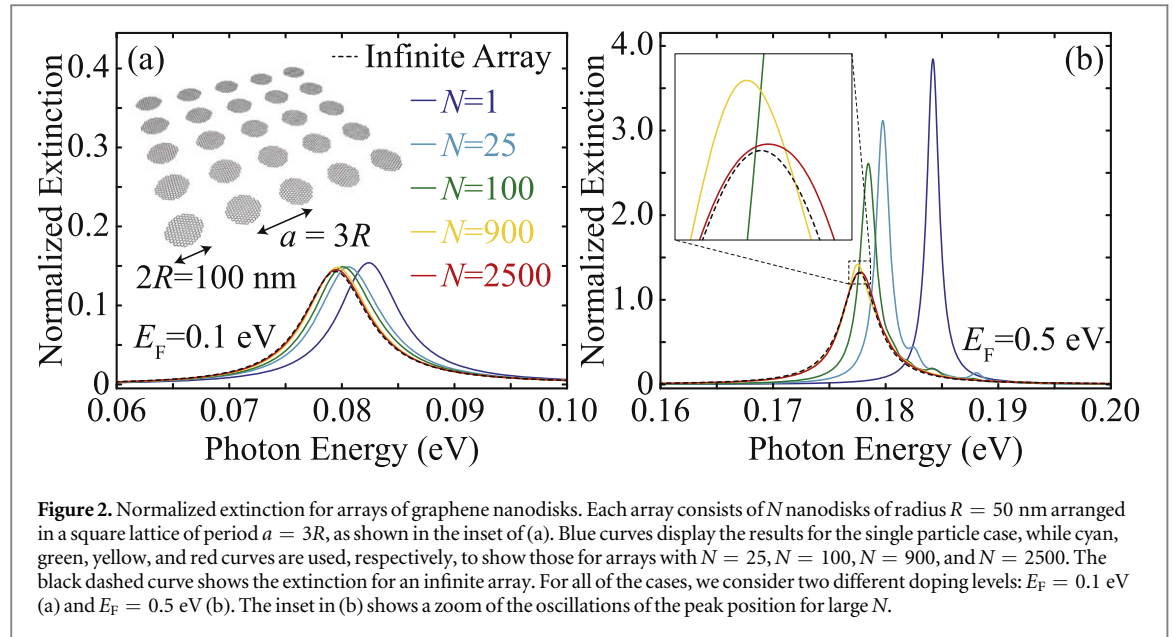 (a)
--- Infinite Array
N=1
N=25
N=100
N=900
N=2500
a = 3R
2R=100 nm
E_F=0.1 eV
Normalized Extinction
0.4
0.3
0.2
0.1
0
0.06 0.07 0.08 0.09 0.10
Photon Energy (eV)
(b)
E_F=0.5 eV
Normalized Extinction
4.0
3.0
2.0
1.0
0
0.16 0.17 0.18 0.19 0.20
Photon Energy (eV)
Figure 2. Normalized extinction for arrays of graphene nanodisks. Each array consists of N nanodisks of radius R = 50 nm arranged
in a square lattice of period a = 3R, as shown in the inset of (a). Blue curves display the results for the single particle case, while cyan,
green, yellow, and red curves are used, respectively, to show those for arrays with N = 25, N = 100, N = 900, and N = 2500. The
black dashed curve shows the extinction for an infinite array. For all of the cases, we consider two different doping levels: E_F = 0.1 eV
(a) and E_F = 0.5 eV (b). The inset in (b) shows a zoom of the oscillations of the peak position for large N.